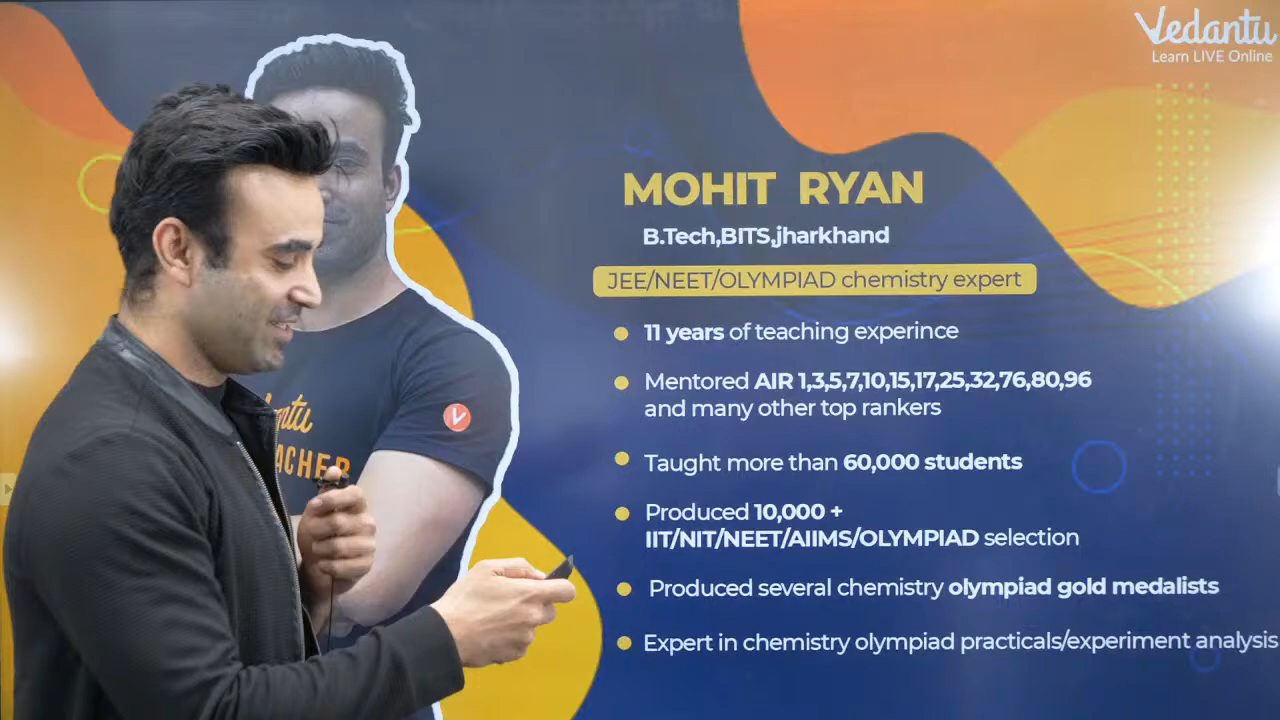 Vedantu
Learn LIVE Online
MOHIT RYAN
B.Tech,BITS,jharkhand
JEE/NEET/OLYMPIAD chemistry expert
11 years of teaching experince
Mentored AIR 1,3,5,7,10,15,17,25,32,76,80,96
and many other top rankers
Taught more than 60,000 students
Produced 10,000 +
IIT/NIT/NEET/AIIMS/OLYMPIAD selection
Produced several chemistry olympiad gold medalists
Expert in chemistry olympiad practicals/experiment analysis